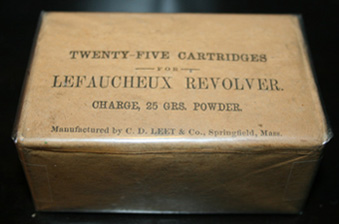 TWENTY-FIVE CARTRIDGES
FOR
LEFAUCHEUX REVOLVER.
CHARGE, 25 GRS. POWDER.
Manufactured by C. D. LEET & Co., Springfield, Mass.